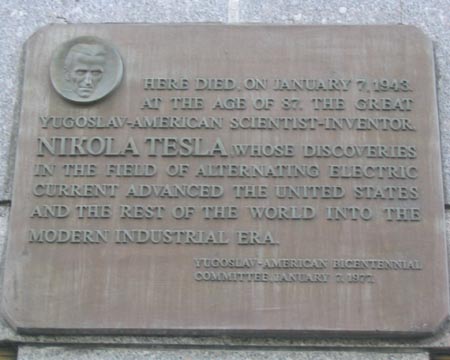 HERE DIED, ON JANUARY 7, 1943,
AT THE AGE OF 87, THE GREAT
YUGOSLAV-AMERICAN SCIENTIST-INVENTOR,
NIKOLA TESLA WHOSE DISCOVERIES
IN THE FIELD OF ALTERNATING ELECTRIC
CURRENT ADVANCED THE UNITED STATES
AND THE REST OF THE WORLD INTO THE
MODERN INDUSTRIAL ERA.
YUGOSLAV-AMERICAN BICENTENNIAL
COMMITTEE JANUARY 7, 1977